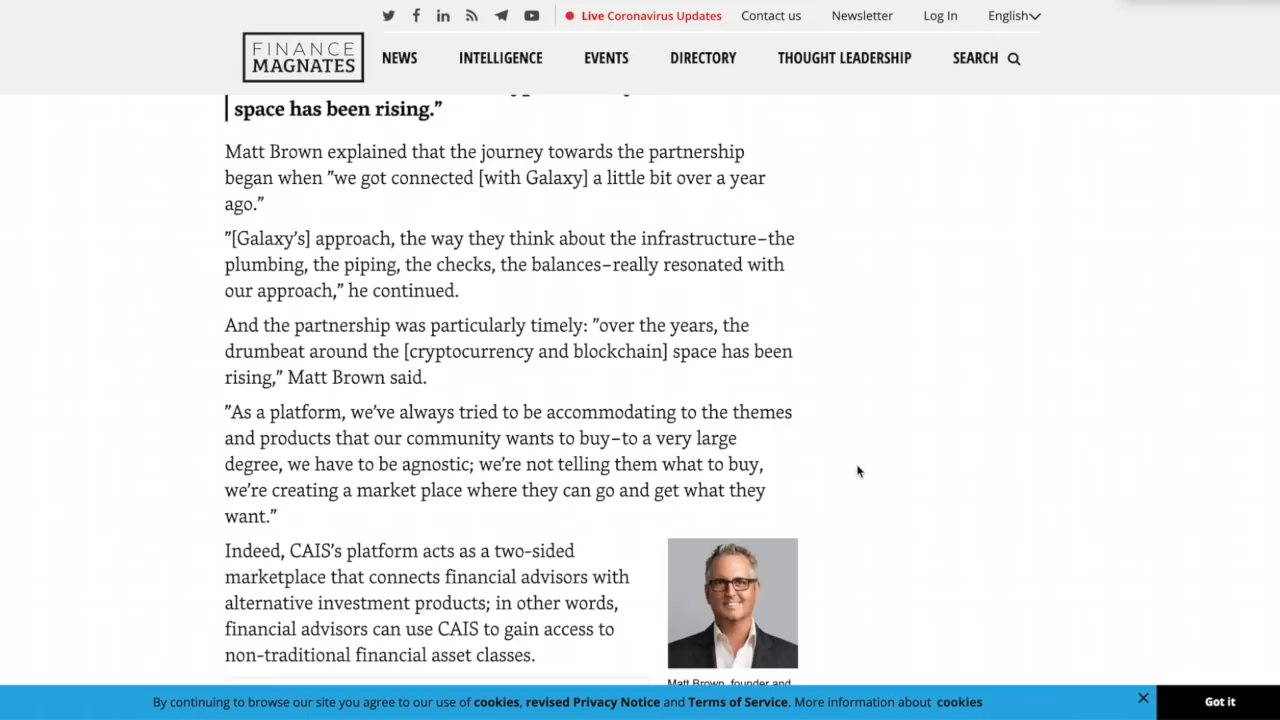 Live Coronavirus Updates Contact us Newsletter Log In English
FINANCE
MAGNATES
NEWS INTELLIGENCE EVENTS DIRECTORY THOUGHT LEADERSHIP SEARCH
space has been rising.”
Matt Brown explained that the journey towards the partnership
began when ”we got connected [with Galaxy] a little bit over a year
ago.”
”[Galaxy’s] approach, the way they think about the infrastructure–the
plumbing, the piping, the checks, the balances–really resonated with
our approach,” he continued.
And the partnership was particularly timely: ”over the years, the
drumbeat around the [cryptocurrency and blockchain] space has been
rising,” Matt Brown said.
”As a platform, we’ve always tried to be accommodating to the themes
and products that our community wants to buy–to a very large
degree, we have to be agnostic; we’re not telling them what to buy,
we’re creating a market place where they can go and get what they
want.”
Indeed, CAIS’s platform acts as a two-sided
marketplace that connects financial advisors with
alternative investment products; in other words,
financial advisors can use CAIS to gain access to
non-traditional financial asset classes.
Matt Brown, founder and
By continuing to browse our site you agree to our use of cookies, revised Privacy Notice and Terms of Service. More information about cookies
Got it